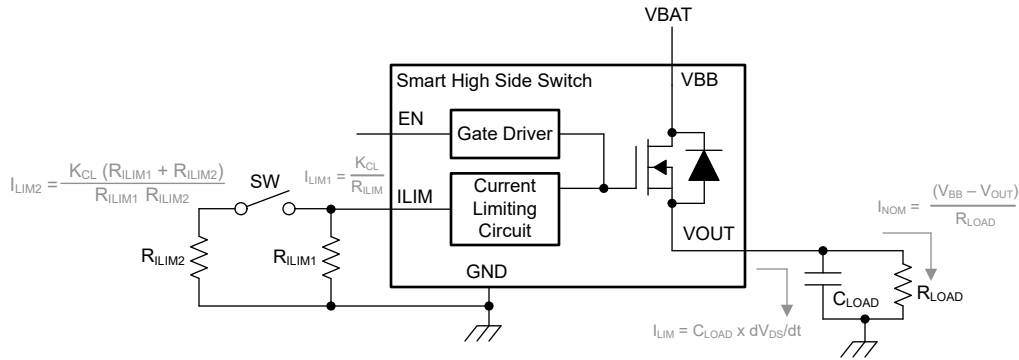 VBAT
Smart High Side Switch
VBB
EN
Gate Driver
I_LIM2 = K_CL (R_ILIM1 + R_ILIM2) / R_ILIM1 R_ILIM2
SW
I_LIM1 = K_CL / R_ILIM
ILIM
Current
Limiting
Circuit
I_NOM = (V_BB – V_OUT) / R_LOAD
VOUT
R_ILIM2
R_ILIM1
GND
C_LOAD
R_LOAD
I_LIM = C_LOAD x dV_DS/dt